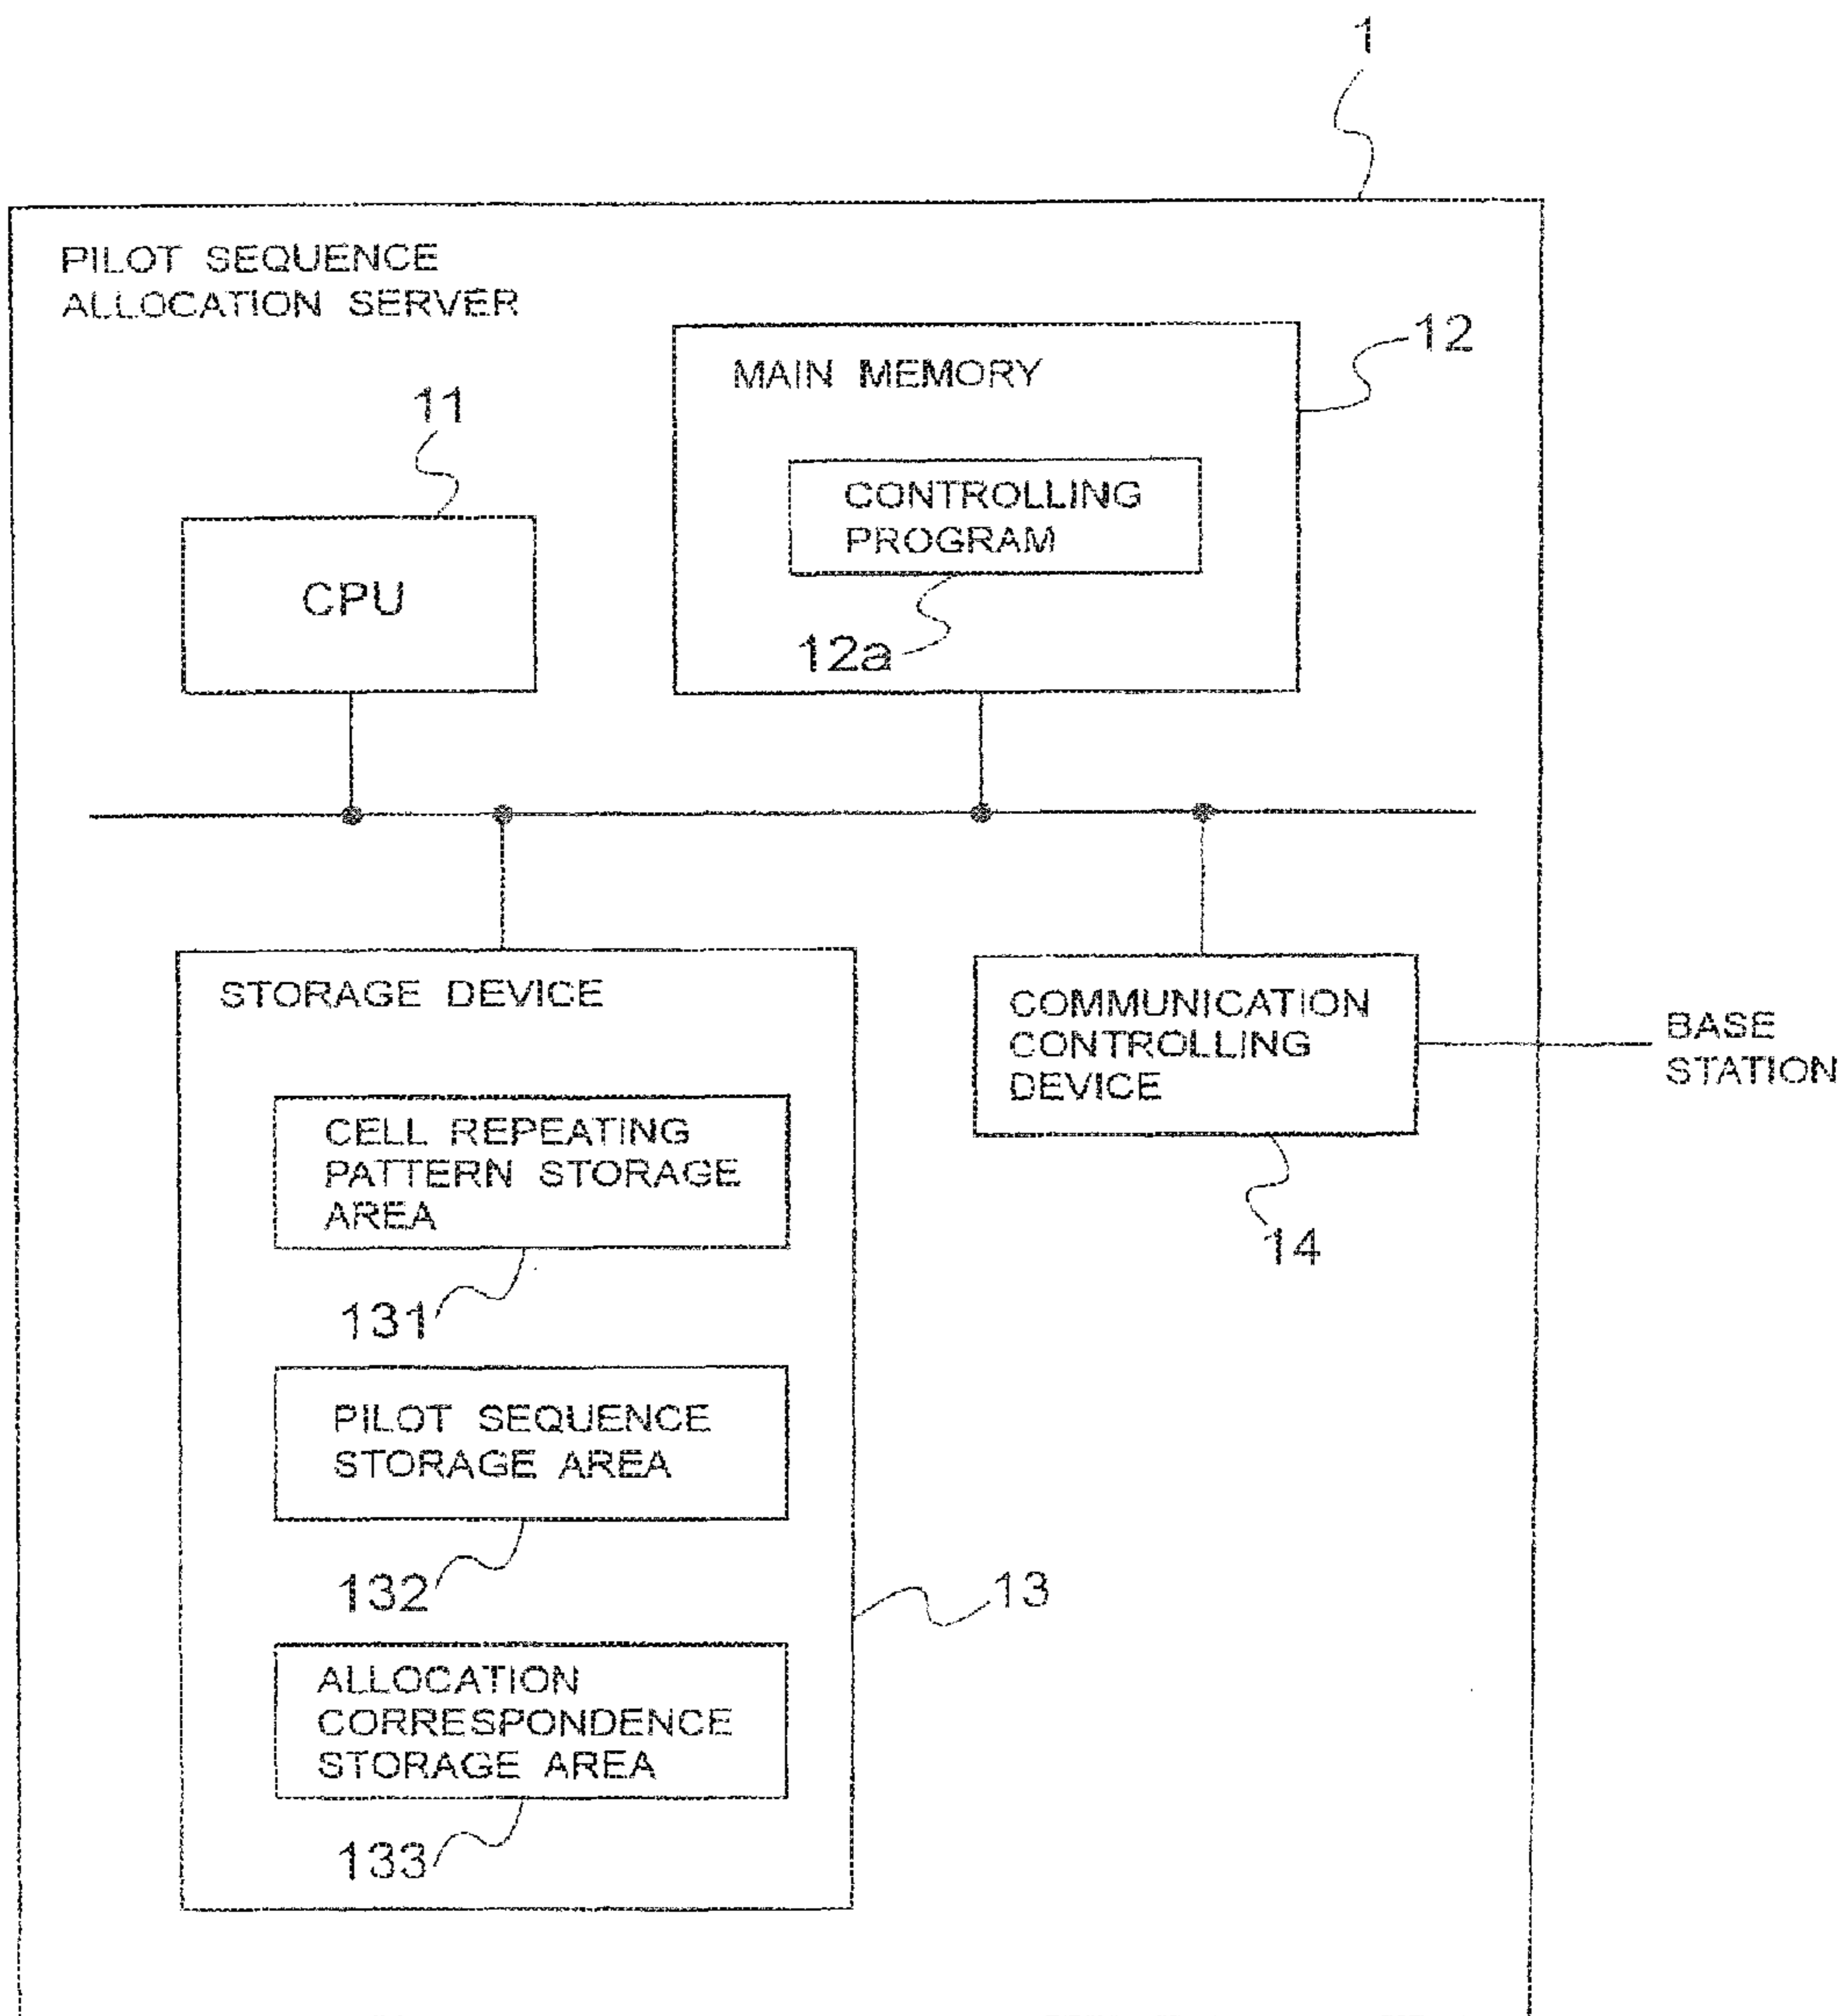 1
PILOT SEQUENCE
ALLOCATION SERVER
12
MAIN MEMORY
11
CONTROLLING
PROGRAM
CPU
12a
STORAGE DEVICE
COMMUNICATION
CONTROLLING
DEVICE
BASE
STATION
CELL REPEATING
PATTERN STORAGE
AREA
14
131
PILOT SEQUENCE
STORAGE AREA
132
13
ALLOCATION
CORRESPONDENCE
STORAGE AREA
133